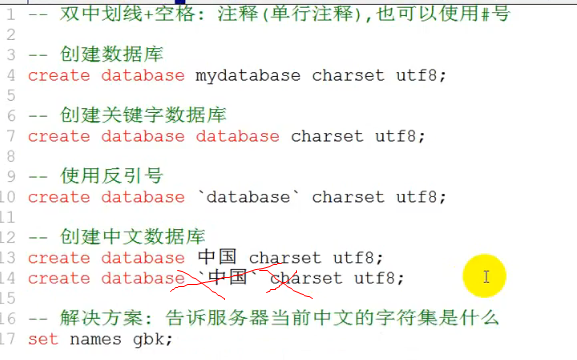 1 -- 双中划线+空格: 注释(单行注释),也可以使用#号
2
3 -- 创建数据库
4 create database mydatabase charset utf8;
5
6 -- 创建关键字数据库
7 create database database charset utf8;
8
9 -- 使用反引号
10 create database `database` charset utf8;
11
12 -- 创建中文数据库
13 create database 中国 charset utf8;
14 create database `中国` charset utf8;
15
16 -- 解决方案: 告诉服务器当前中文的字符集是什么
17 set names gbk;